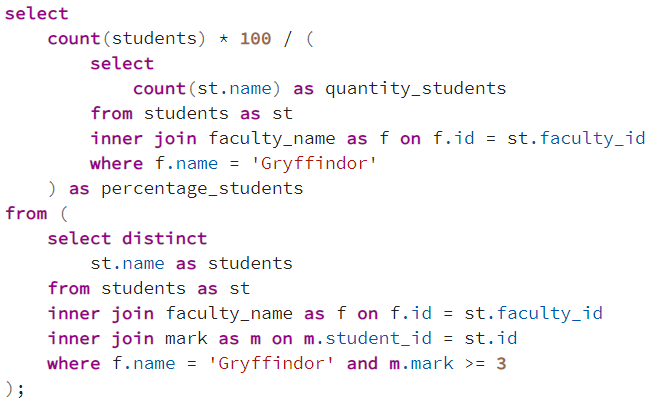 select
    count(students) * 100 / (
        select
            count(st.name) as quantity_students
        from students as st
        inner join faculty_name as f on f.id = st.faculty_id
        where f.name = 'Gryffindor'
    ) as percentage_students
from (
    select distinct
        st.name as students
    from students as st
    inner join faculty_name as f on f.id = st.faculty_id
    inner join mark as m on m.student_id = st.id
    where f.name = 'Gryffindor' and m.mark >= 3
);